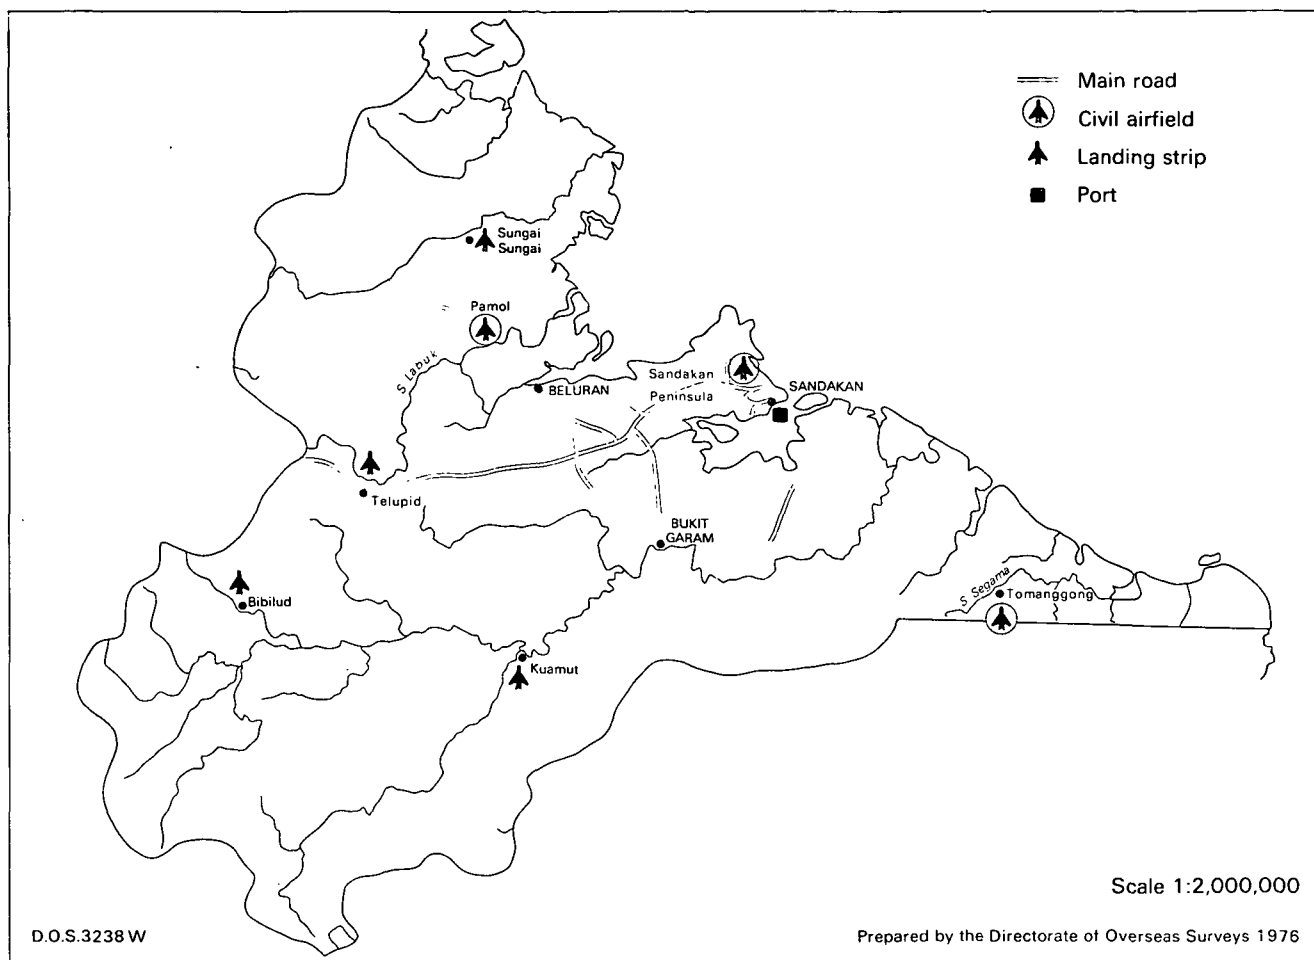 Main road
Civil airfield
Landing strip
Port
Sungai
Sungai
Pamol
S Labuk
BELURAN
Sandakan
Peninsula
SANDAKAN
Telupid
BUKIT
GARAM
Bibilud
S Segama
Tomanggong
Kuamut
Scale 1:2,000,000
D.O.S.3238 W
Prepared by the Directorate of Overseas Surveys 1976